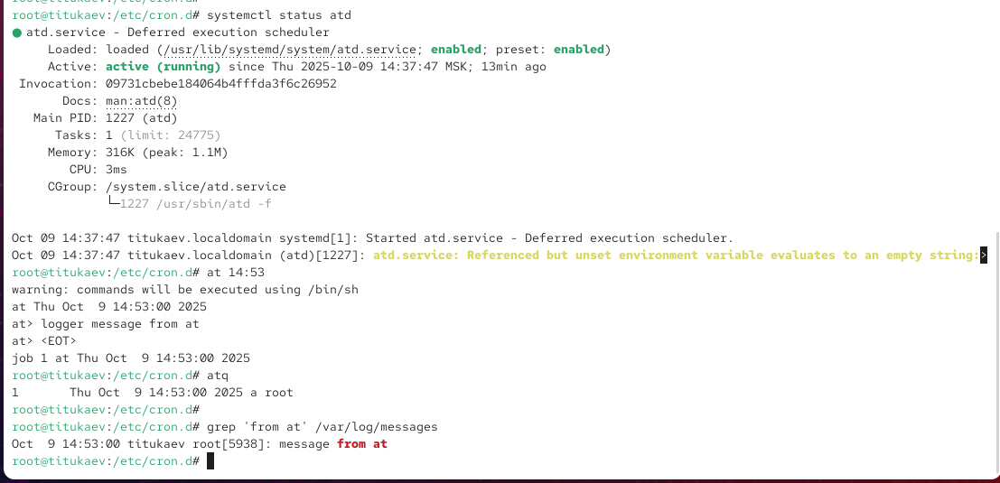 root@titukaev:/etc/cron.d# systemctl status atd
● atd.service - Deferred execution scheduler
     Loaded: loaded (/usr/lib/systemd/system/atd.service; enabled; preset: enabled)
     Active: active (running) since Thu 2025-10-09 14:37:47 MSK; 13min ago
 Invocation: 09731cbebe184064b4fffda3f6c26952
       Docs: man:atd(8)
   Main PID: 1227 (atd)
      Tasks: 1 (limit: 24775)
     Memory: 316K (peak: 1.1M)
        CPU: 3ms
     CGroup: /system.slice/atd.service
             └─1227 /usr/sbin/atd -f
Oct 09 14:37:47 titukaev.localdomain systemd[1]: Started atd.service - Deferred execution scheduler.
Oct 09 14:37:47 titukaev.localdomain (atd)[1227]: atd.service: Referenced but unset environment variable evaluates to an empty string:>
root@titukaev:/etc/cron.d# at 14:53
warning: commands will be executed using /bin/sh
at Thu Oct  9 14:53:00 2025
at> logger message from at
at> <EOT>
job 1 at Thu Oct  9 14:53:00 2025
root@titukaev:/etc/cron.d# atq
1       Thu Oct  9 14:53:00 2025 a root
root@titukaev:/etc/cron.d#
root@titukaev:/etc/cron.d# grep 'from at' /var/log/messages
Oct  9 14:53:00 titukaev root[5938]: message from at
root@titukaev:/etc/cron.d#